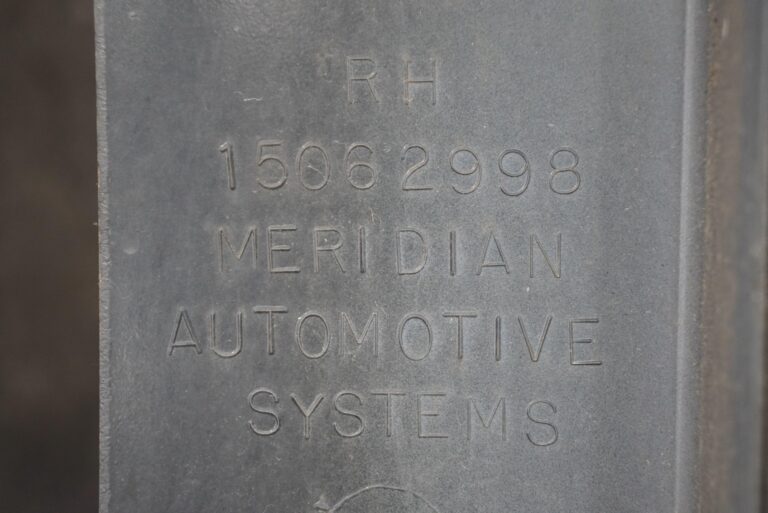 RH
15062998
MERIDIAN
AUTOMOTIVE
SYSTEMS